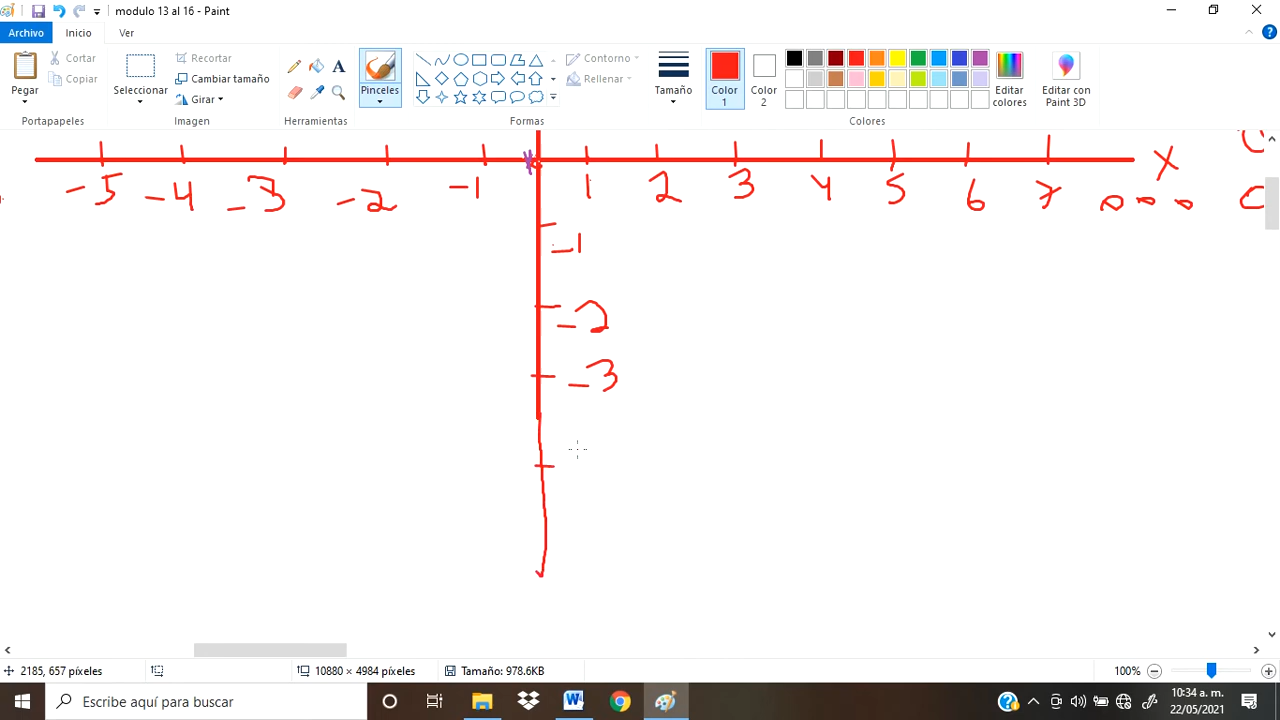 modulo 13 al 16 - Paint
Archivo Inicio Ver
Pegar
Cortar
Copiar
Portapapeles
Seleccionar
Recortar
Cambiar tamaño
Girar
Imagen
A
Herramientas
Pinceles
Contorno
Rellenar
Formas
Tamaño
Color 1
Color 2
Editar colores
Editar con Paint 3D
Colores
-5 -4 -3 -2 -1 1 2 3 4 5 6 7 X
-1
-2
-3
2185, 657 píxeles 10880 × 4984 píxeles Tamaño: 978.6KB 100%
Escribe aquí para buscar 10:34 a. m.
22/05/2021